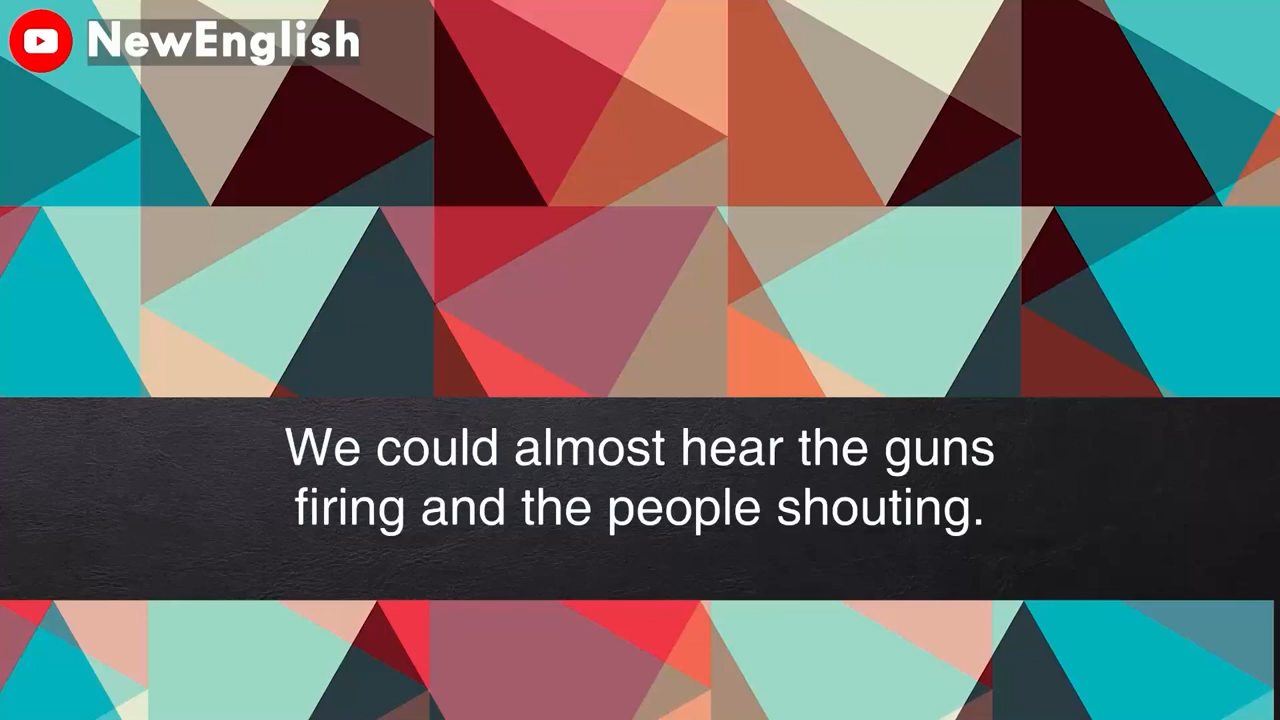 NewEnglish
We could almost hear the guns
firing and the people shouting.